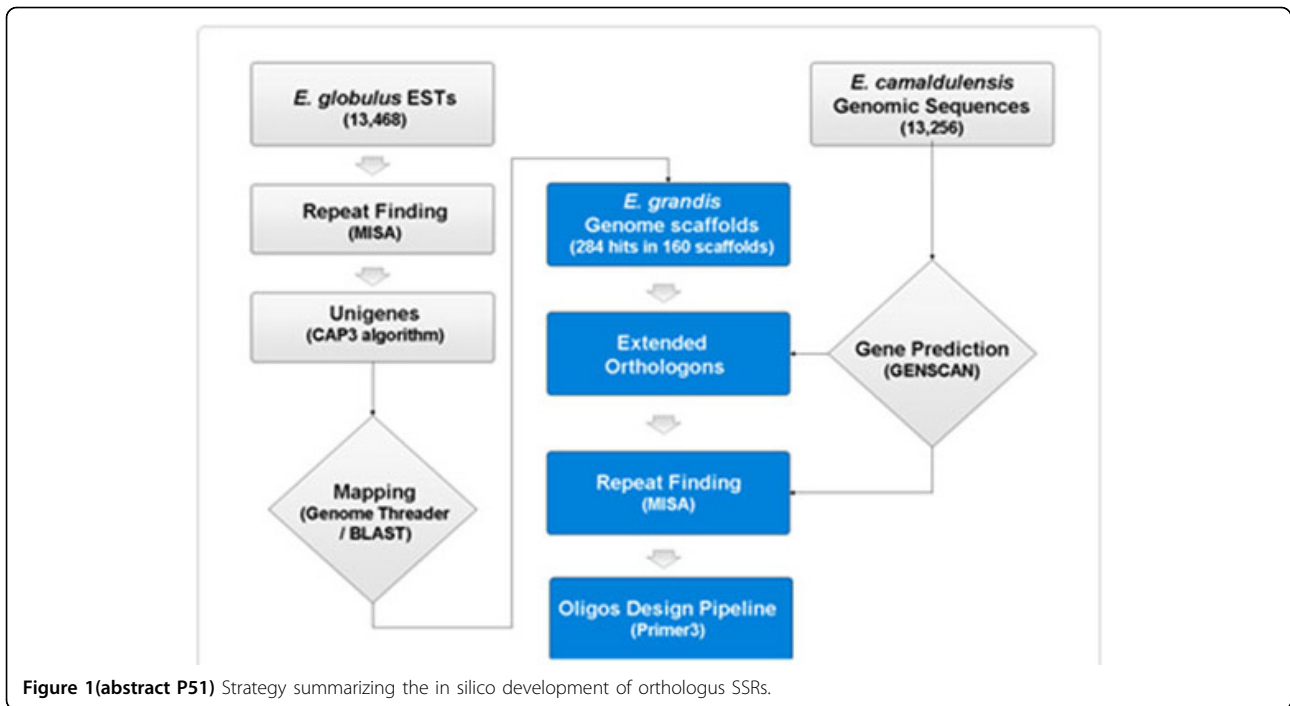 E. globulus ESTs
(13,468)
Repeat Finding
(MISA)
Unigenes
(CAP3 algorithm)
Mapping
(Genome Threader
/ BLAST)
E. grandis
Genome scaffolds
(284 hits in 160 scaffolds)
Extended
Orthologons
Repeat Finding
(MISA)
Oligos Design Pipeline
(Primer3)
E. camaldulensis
Genomic Sequences
(13,256)
Gene Prediction
(GENSCAN)
Figure 1(abstract P51) Strategy summarizing the in silico development of orthologus SSRs.